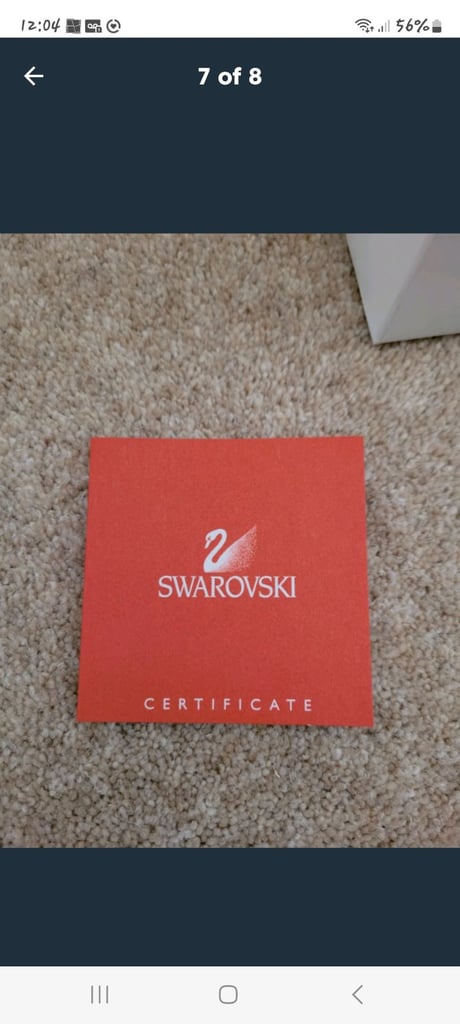 12:04
56%
7 of 8
SWAROVSKI
CERTIFICATE